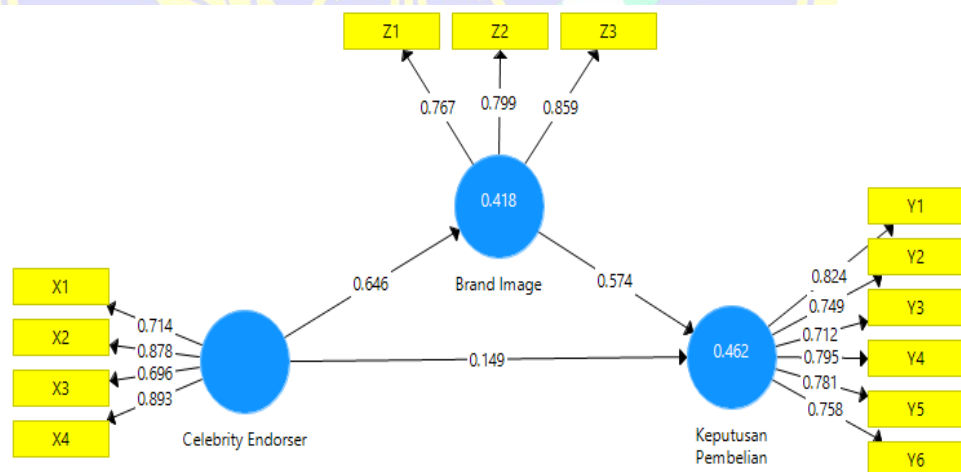 Z1
Z2
Z3
0.767
0.799
0.859
0.418
Brand Image
0.646
0.574
X1
X2
X3
X4
0.714
0.878
0.696
0.893
Celebrity Endorser
0.149
0.462
Keputusan
Pembelian
0.824
0.749
0.712
0.795
0.781
0.758
Y1
Y2
Y3
Y4
Y5
Y6